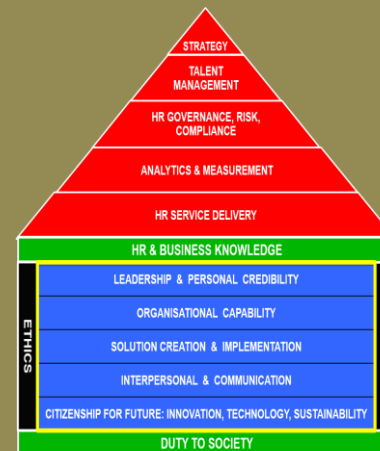 STRATEGY
TALENT
MANAGEMENT
HR GOVERNANCE, RISK,
COMPLIANCE
ANALYTICS & MEASUREMENT
HR SERVICE DELIVERY
HR & BUSINESS KNOWLEDGE
ETHICS
LEADERSHIP & PERSONAL CREDIBILITY
ORGANISATIONAL CAPABILITY
SOLUTION CREATION & IMPLEMENTATION
INTERPERSONAL & COMMUNICATION
CITIZENSHIP FOR FUTURE: INNOVATION, TECHNOLOGY, SUSTAINABILITY
DUTY TO SOCIETY